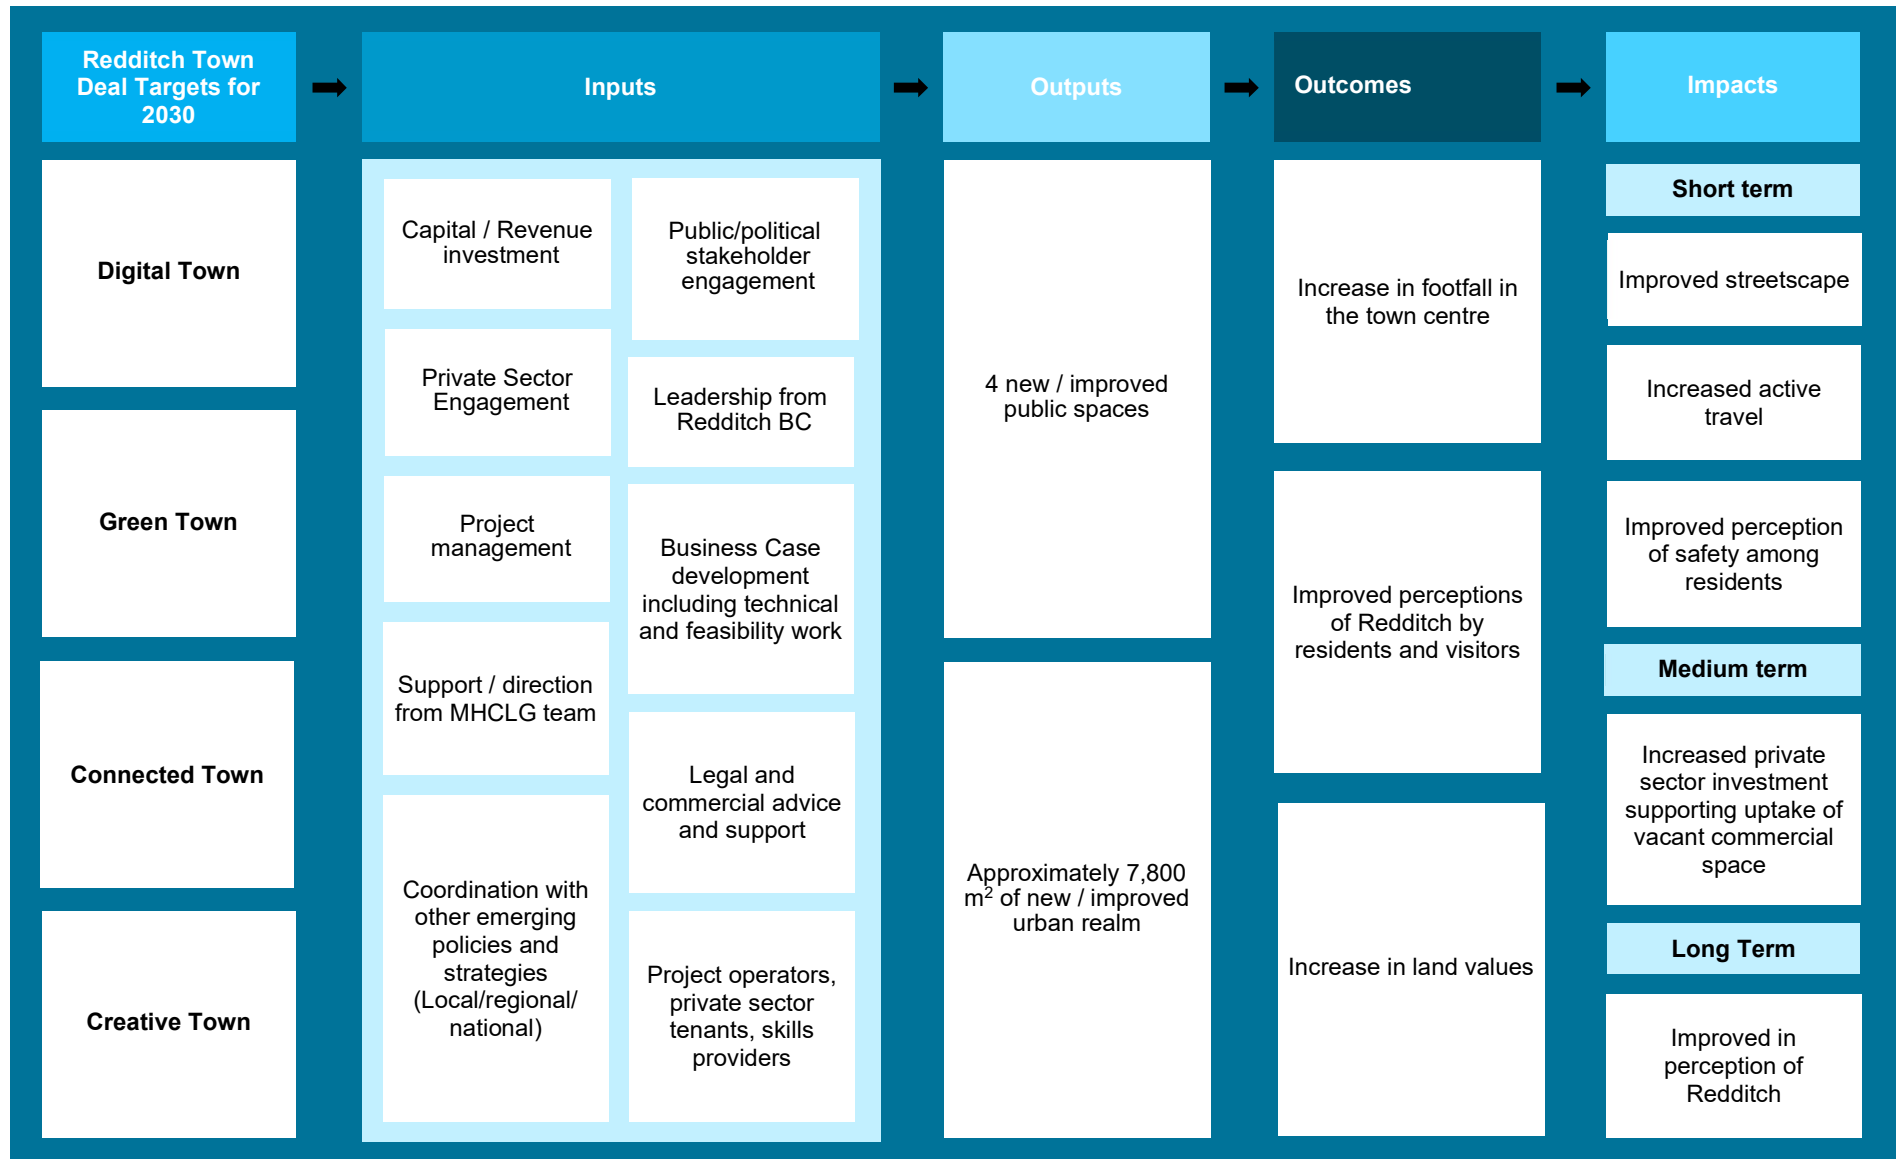 Redditch Town
Deal Targets for
2030
Inputs
Outputs
Outcomes
Impacts
Digital Town
Green Town
Connected Town
Creative Town
Capital / Revenue
investment
Private Sector
Engagement
Project
management
Support / direction
from MHCLG team
Coordination with
other emerging
policies and
strategies
(Local/regional/
national)
Public/political
stakeholder
engagement
Leadership from
Redditch BC
Business Case
development
including technical
and feasibility work
Legal and
commercial advice
and support
Project operators,
private sector
tenants, skills
providers
4 new / improved
public spaces
Approximately 7,800
m² of new / improved
urban realm
Increase in footfall in
the town centre
Improved perceptions
of Redditch by
residents and visitors
Increase in land values
Short term
Improved streetscape
Increased active
travel
Improved perception
of safety among
residents
Medium term
Increased private
sector investment
supporting uptake of
vacant commercial
space
Long Term
Improved in
perception of
Redditch